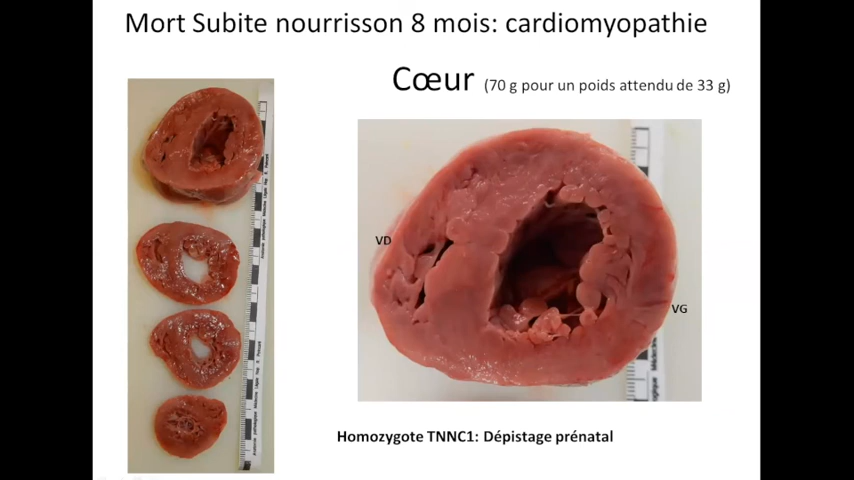 Mort Subite nourrisson 8 mois: cardiomyopathie
Cœur (70 g pour un poids attendu de 33 g)
VD
VG
Homozygote TNNC1: Dépistage prénatal